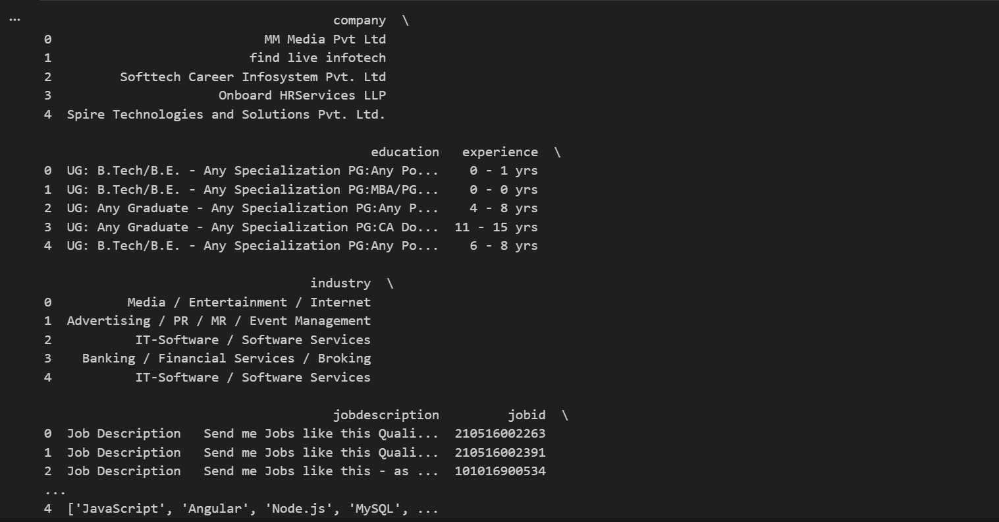 ...
company \
0 MM Media Pvt Ltd
1 find live infotech
2 Softtech Career Infosystem Pvt. Ltd
3 Onboard HRServices LLP
4 Spire Technologies and Solutions Pvt. Ltd.
education experience \
0 UG: B.Tech/B.E. - Any Specialization PG:Any Po... 0 - 1 yrs
1 UG: B.Tech/B.E. - Any Specialization PG:MBA/PG... 0 - 0 yrs
2 UG: Any Graduate - Any Specialization PG:Any P... 4 - 8 yrs
3 UG: Any Graduate - Any Specialization PG:CA Do... 11 - 15 yrs
4 UG: B.Tech/B.E. - Any Specialization PG:Any Po... 6 - 8 yrs
industry \
0 Media / Entertainment / Internet
1 Advertising / PR / MR / Event Management
2 IT-Software / Software Services
3 Banking / Financial Services / Broking
4 IT-Software / Software Services
jobdescription jobid \
0 Job Description   Send me Jobs like this Quali... 210516002263
1 Job Description   Send me Jobs like this Quali... 210516002391
2 Job Description   Send me Jobs like this - as ... 101016900534
...
4 ['JavaScript', 'Angular', 'Node.js', 'MySQL', ...